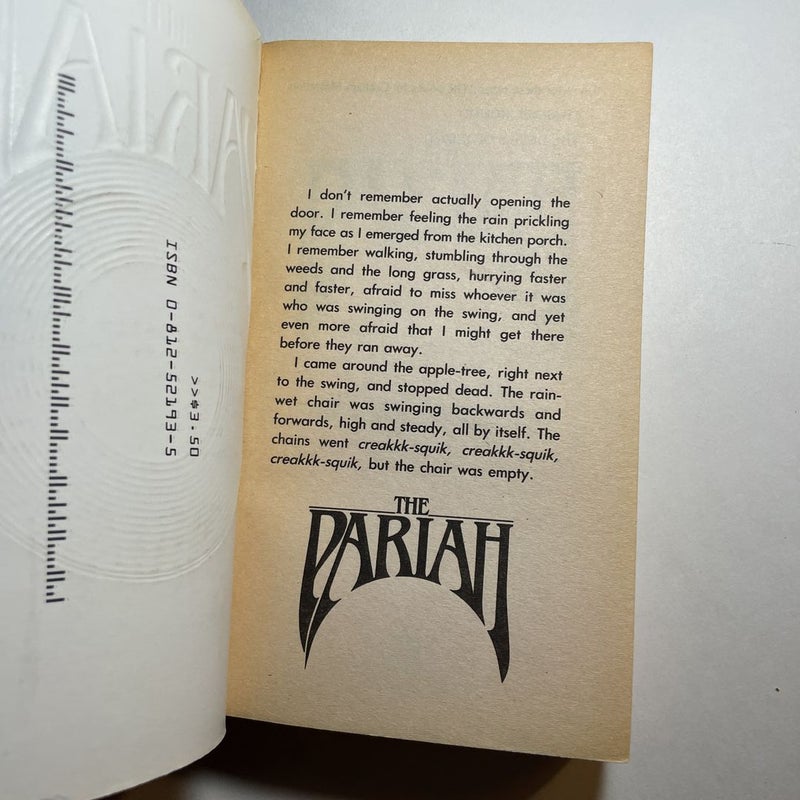 ISBN 0-812-52193-5
>>$3.50
I don't remember actually opening the
door. I remember feeling the rain prickling
my face as I emerged from the kitchen porch.
I remember walking, stumbling through the
weeds and the long grass, hurrying faster
and faster, afraid to miss whoever it was
who was swinging on the swing, and yet
even more afraid that I might get there
before they ran away.
I came around the apple-tree, right next
to the swing, and stopped dead. The rain-
wet chair was swinging backwards and
forwards, high and steady, all by itself. The
chains went creakkk-squik, creakkk-squik,
creakkk-squik, but the chair was empty.
THE
PARIAH